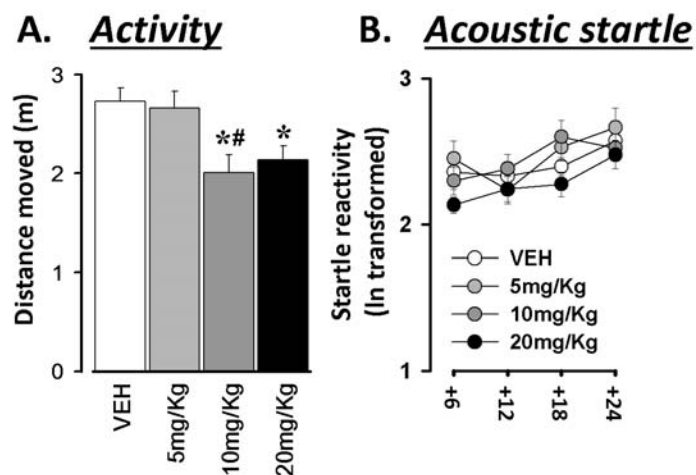 A. Activity
Distance moved (m)
3
2
1
0
*#
*
VEH
5mg/Kg
10mg/Kg
20mg/Kg
B. Acoustic startle
Startle reactivity
(ln transformed)
3
2
1
VEH
5mg/Kg
10mg/Kg
20mg/Kg
+6
+12
+18
+24